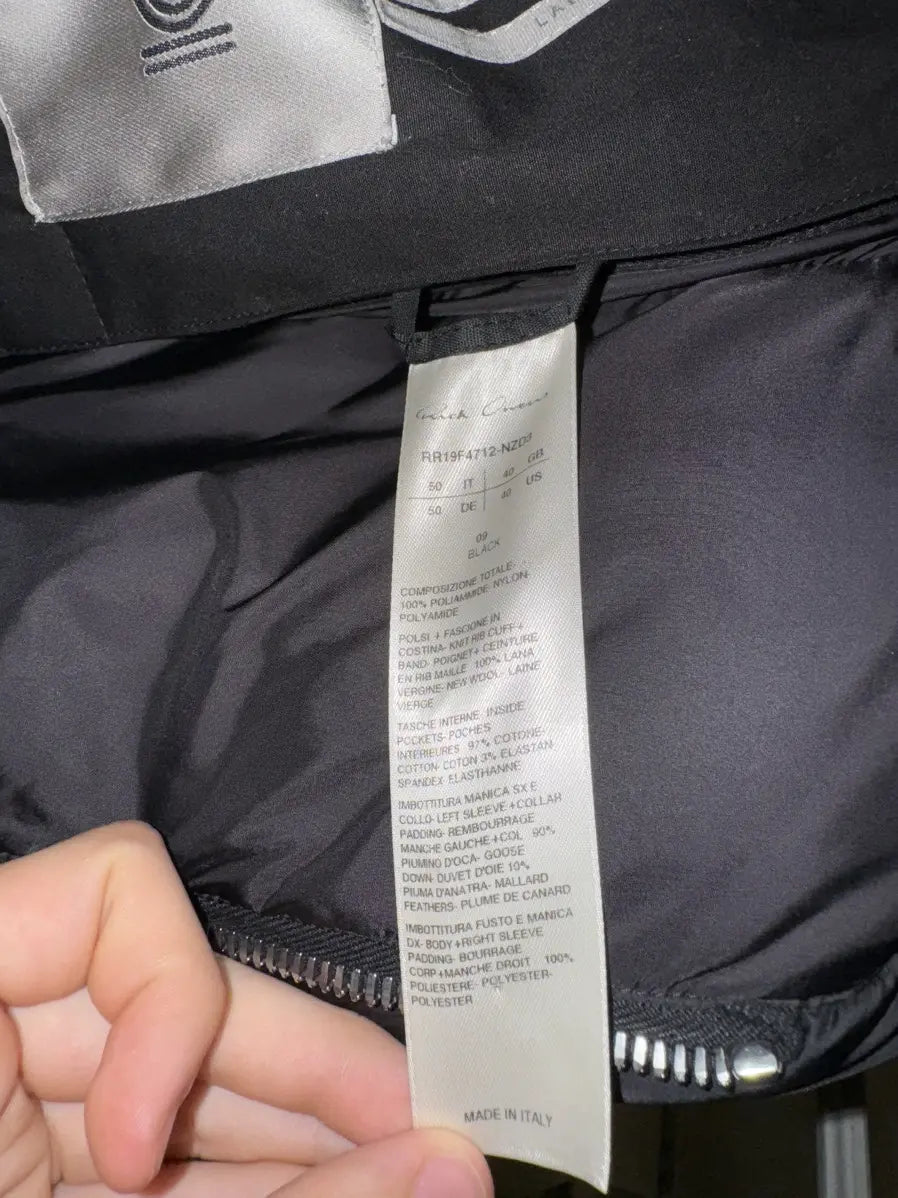 LA
Rick Owens
RR19F4712-NZD3
50 IT 40 GB
50 DE 40 US
09
BLACK
COMPOSIZIONE TOTALE-
100% POLIAMMIDE NYLON-
POLYAMIDE
POLSI + FASCIONE IN
COSTINA- KNIT RIB CUFF+
BAND- POIGNET+ CEINTURE
EN RIB MAILLE 100% LANA
VERGINE- NEW WOOL- LAINE
VIERGE
TASCHE INTERNE INSIDE
POCKETS- POCHES
INTERIEURES 97% COTONE-
COTTON- COTON 3% ELASTAN-
SPANDEX- ELASTHANNE
IMBOTTITURA MANICA SX E
COLLO- LEFT SLEEVE +COLLAR
PADDING- REMBOURRAGE
MANCHE GAUCHE+COL 90%
PIUMINO D'OCA- GOOSE
DOWN- DUVET D'OIE 10%
PIUMA D'ANATRA- MALLARD
FEATHERS- PLUME DE CANARD
IMBOTTITURA FUSTO E MANICA
DX- BODY +RIGHT SLEEVE
PADDING- BOURRAGE
CORP+MANCHE DROIT 100%
POLIESTERE- POLYESTER-
POLYESTER
MADE IN ITALY